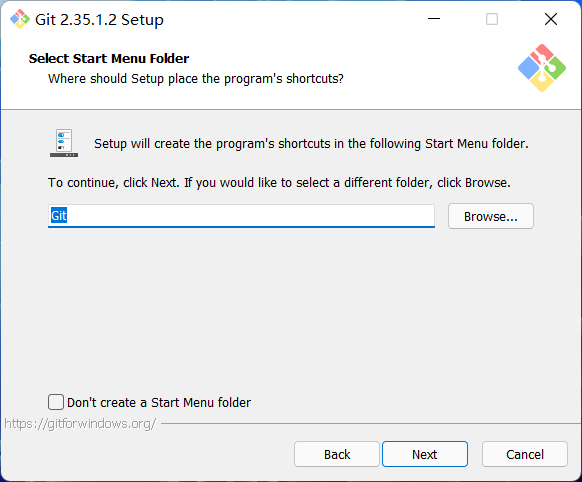 Git 2.35.1.2 Setup
Select Start Menu Folder
Where should Setup place the program's shortcuts?
Setup will create the program's shortcuts in the following Start Menu folder.
To continue, click Next. If you would like to select a different folder, click Browse.
Git
Browse...
Don't create a Start Menu folder
https://gitforwindows.org/
Back
Next
Cancel